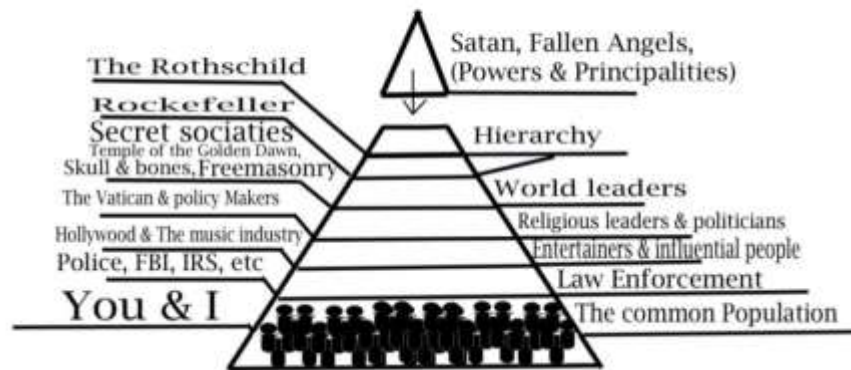 Satan, Fallen Angels,
(Powers & Principalities)
The Rothschild
Rockefeller
Hierarchy
Secret sociaties
Temple of the Golden Dawn,
Skull & bones, Freemasonry
World leaders
The Vatican & policy Makers
Religious leaders & politicians
Hollywood & The music industry
Entertainers & influential people
Police, FBI, IRS, etc
Law Enforcement
You & I
The common Population